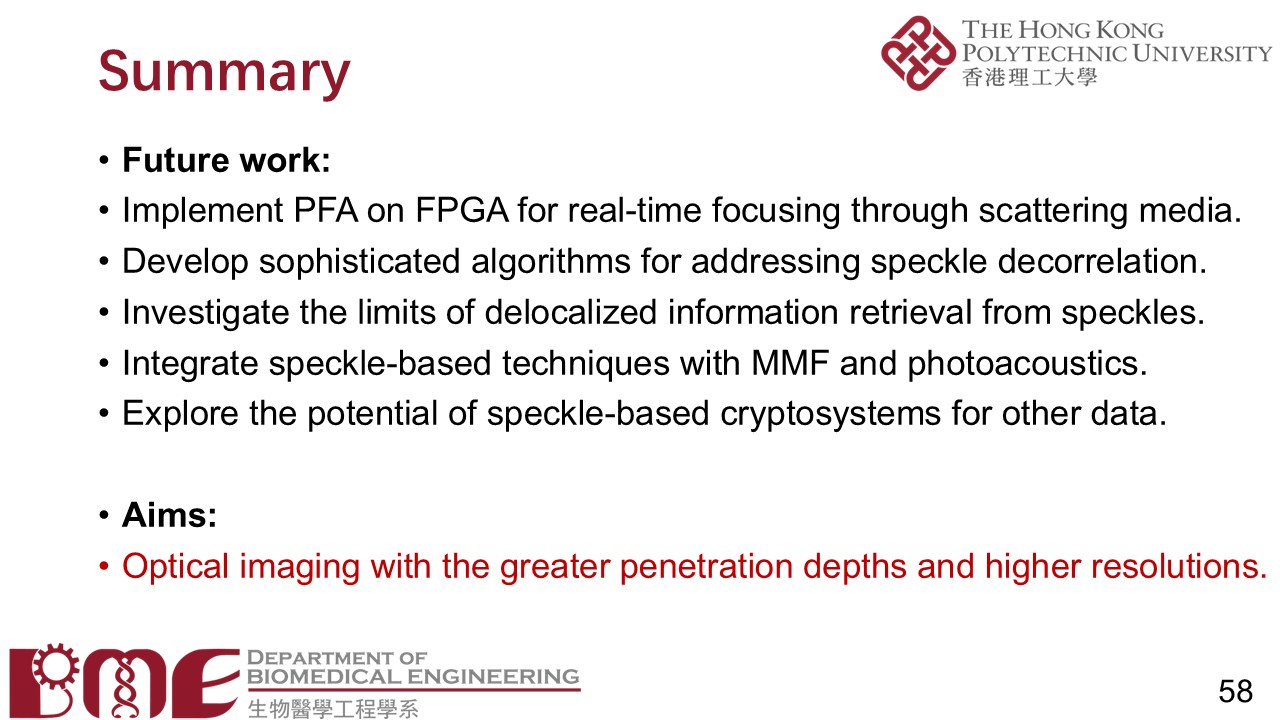 Summary
THE HONG KONG
POLYTECHNIC UNIVERSITY
香港理工大學
• Future work:
• Implement PFA on FPGA for real-time focusing through scattering media.
• Develop sophisticated algorithms for addressing speckle decorrelation.
• Investigate the limits of delocalized information retrieval from speckles.
• Integrate speckle-based techniques with MMF and photoacoustics.
• Explore the potential of speckle-based cryptosystems for other data.
• Aims:
• Optical imaging with the greater penetration depths and higher resolutions.
BME
DEPARTMENT OF
BIOMEDICAL ENGINEERING
生物醫學工程學系
58